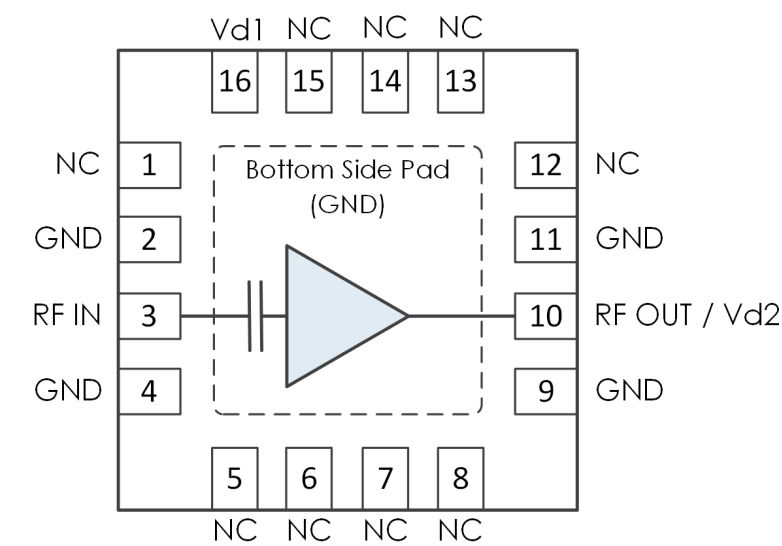 Vd1 NC NC NC
16 15 14 13
NC 1 12 NC
Bottom Side Pad
(GND)
GND 2 11 GND
RF IN 3 10 RF OUT / Vd2
GND 4 9 GND
5 6 7 8
NC NC NC NC